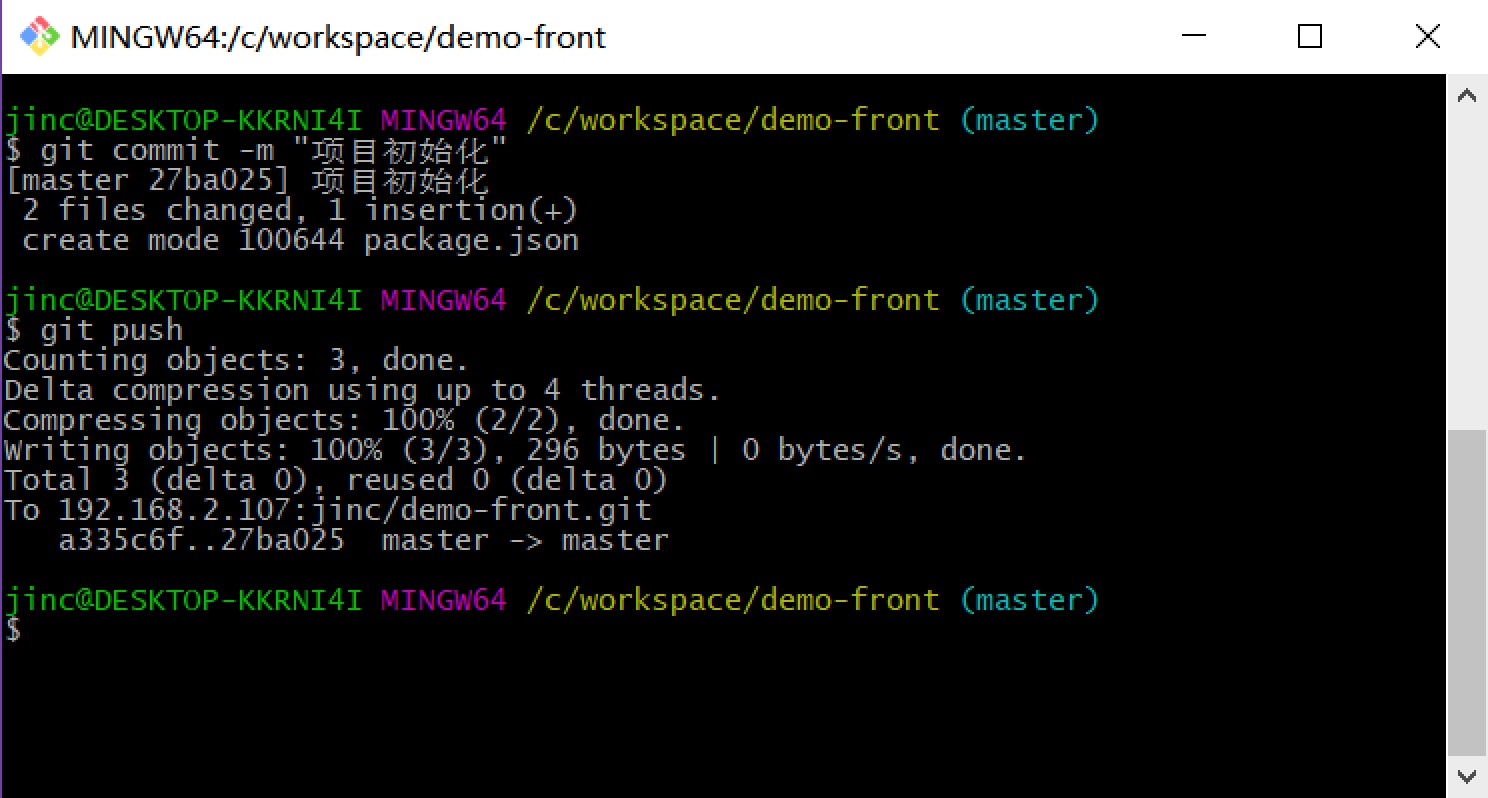 MINGW64:/c/workspace/demo-front
jinc@DESKTOP-KKRNI4I MINGW64 /c/workspace/demo-front (master)
$ git commit -m "项目初始化"
[master 27ba025] 项目初始化
 2 files changed, 1 insertion(+)
 create mode 100644 package.json
jinc@DESKTOP-KKRNI4I MINGW64 /c/workspace/demo-front (master)
$ git push
Counting objects: 3, done.
Delta compression using up to 4 threads.
Compressing objects: 100% (2/2), done.
Writing objects: 100% (3/3), 296 bytes | 0 bytes/s, done.
Total 3 (delta 0), reused 0 (delta 0)
To 192.168.2.107:jinc/demo-front.git
   a335c6f..27ba025  master -> master
jinc@DESKTOP-KKRNI4I MINGW64 /c/workspace/demo-front (master)
$